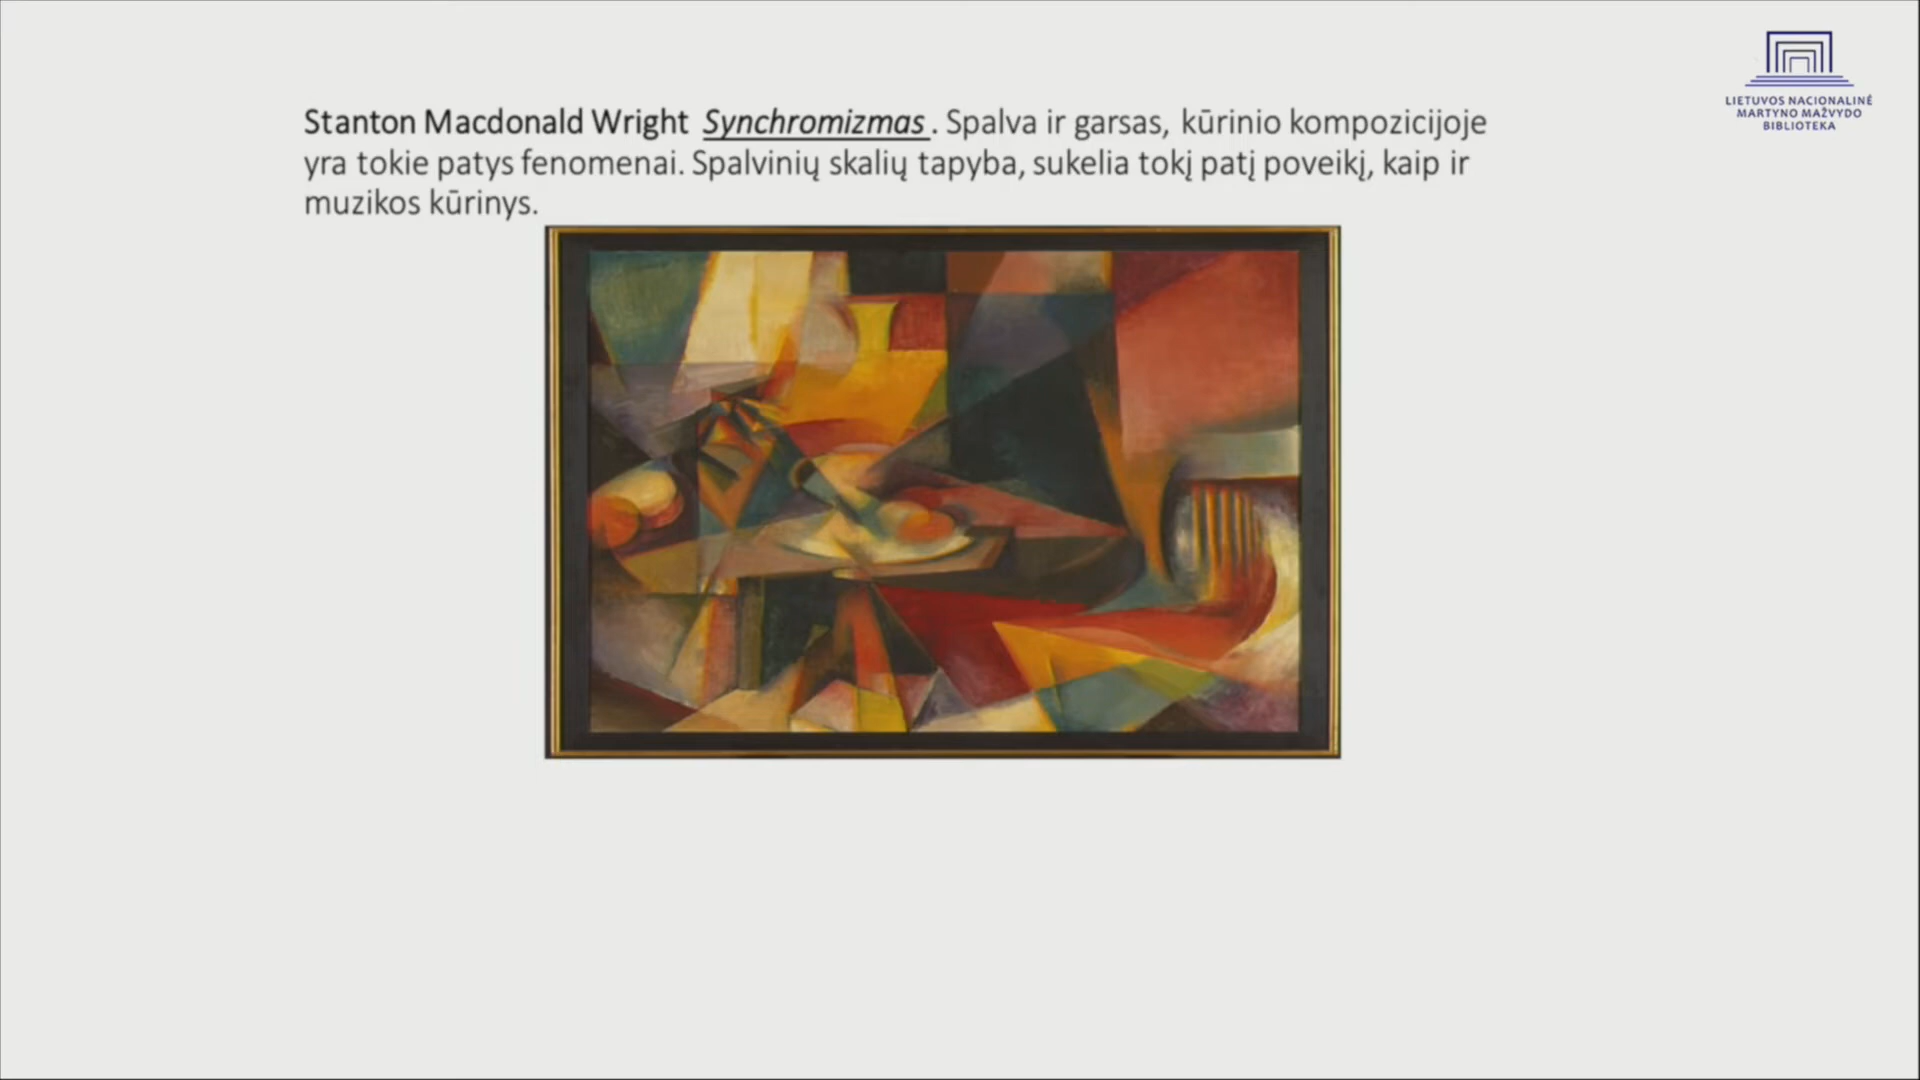 Stanton Macdonald Wright Synchromizmas. Spalva ir garsas, kūrinio kompozicijoje
yra tokie patys fenomenai. Spalvinių skalių tapyba, sukelia tokį patį poveikį, kaip ir
muzikos kūrinys.
LIETUVOS NACIONALINĖ
MARTYNO MAŽVYDO
BIBLIOTEKA